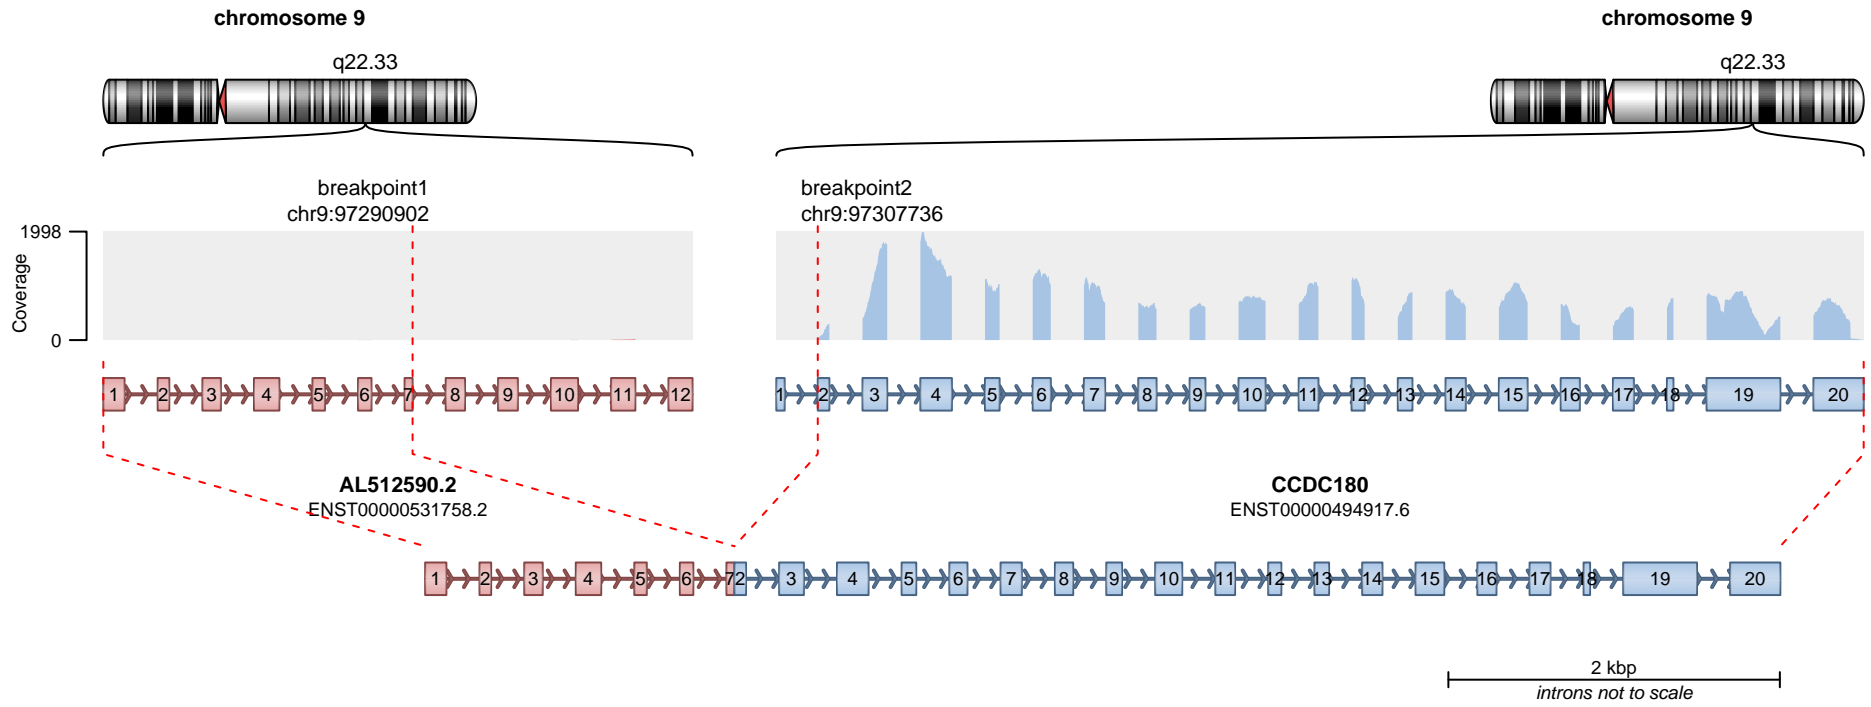 chromosome 9
chromosome 9
q22.33
q22.33
breakpoint1
chr9:97290902
breakpoint2
chr9:97307736
1998
Coverage
0
1 2 3 4 5 6 7 8 9 10 11 12
1 2 3 4 5 6 7 8 9 10 11 12 13 14 15 16 17 18 19 20
AL512590.2
ENST00000531758.2
CCDC180
ENST00000494917.6
1 2 3 4 5 6 7 2 3 4 5 6 7 8 9 10 11 12 13 14 15 16 17 18 19 20
2 kbp
introns not to scale